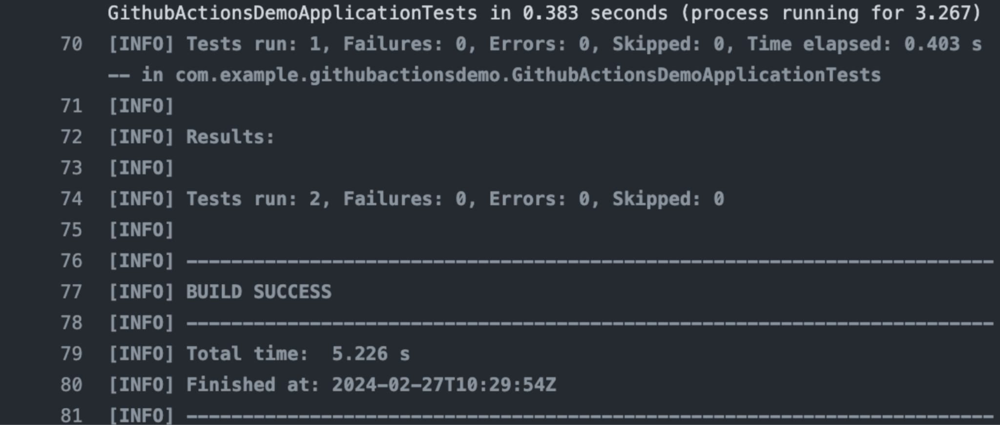 GithubActionsDemoApplicationTests in 0.383 seconds (process running for 3.267)
70 [INFO] Tests run: 1, Failures: 0, Errors: 0, Skipped: 0, Time elapsed: 0.403 s
-- in com.example.githubactionsdemo.GithubActionsDemoApplicationTests
71 [INFO]
72 [INFO] Results:
73 [INFO]
74 [INFO] Tests run: 2, Failures: 0, Errors: 0, Skipped: 0
75 [INFO]
76 [INFO] ------------------------------------------------------------------------
77 [INFO] BUILD SUCCESS
78 [INFO] ------------------------------------------------------------------------
79 [INFO] Total time:  5.226 s
80 [INFO] Finished at: 2024-02-27T10:29:54Z
81 [INFO] ------------------------------------------------------------------------